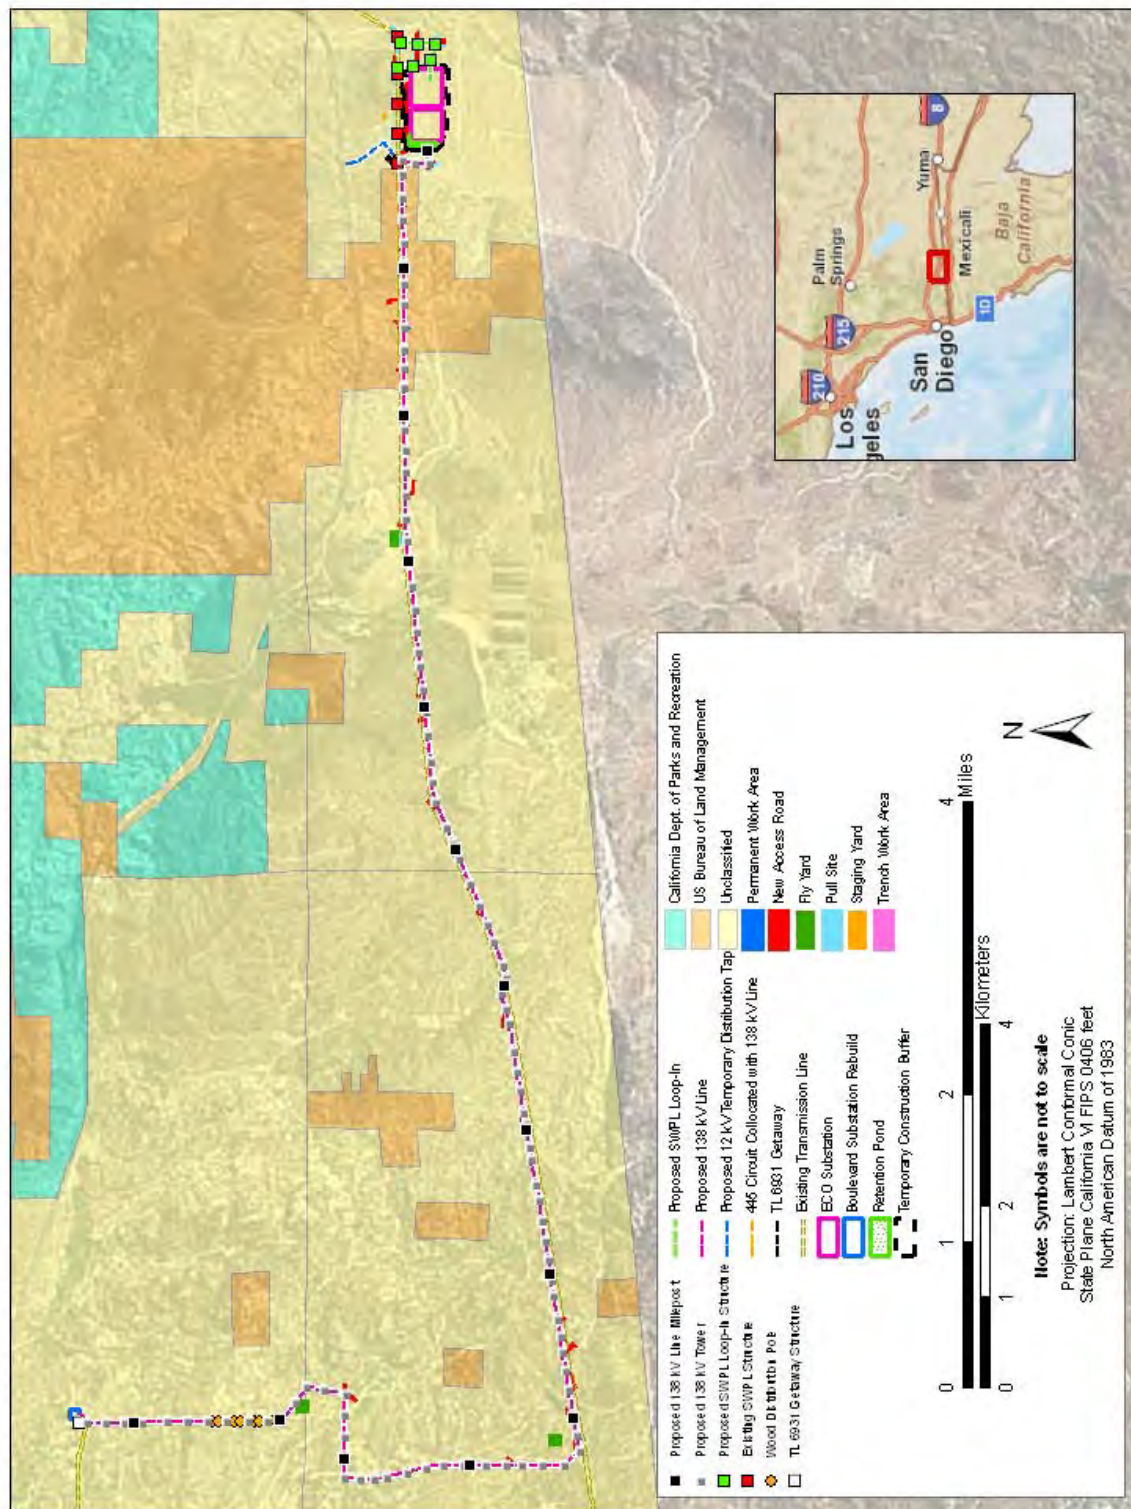 Proposed 138 kV Line Milepost
Proposed 138 kV Tower
Proposed SWPL Loop-In Structure
Existing SWPL Structure
Wood Distribution Pole
TL 6931 Getaway Structure
Proposed SWPL Loop-In
Proposed 138 kV Line
Proposed 12 kV Temporary Distribution Tap
445 Circuit Collocated with 138 kV Line
TL 6931 Getaway
Existing Transmission Line
ECO Substation
Boulevard Substation Rebuild
Retention Pond
Temporary Construction Buffer
California Dept. of Parks and Recreation
US Bureau of Land Management
Unclassified
Permanent Work Area
New Access Road
Fly Yard
Pull Site
Staging Yard
Trench Work Area
0 1 2 4
Miles
Kilometers
0 1 2 4
N
Note: Symbols are not to scale
Projection: Lambert Conformal Conic
State Plane California VI FIPS 0406 feet
North American Datum of 1983
210
215
8
1D
Los
geles
Palm
Springs
San
Diego
Yuma
Mexicali
Baja
California